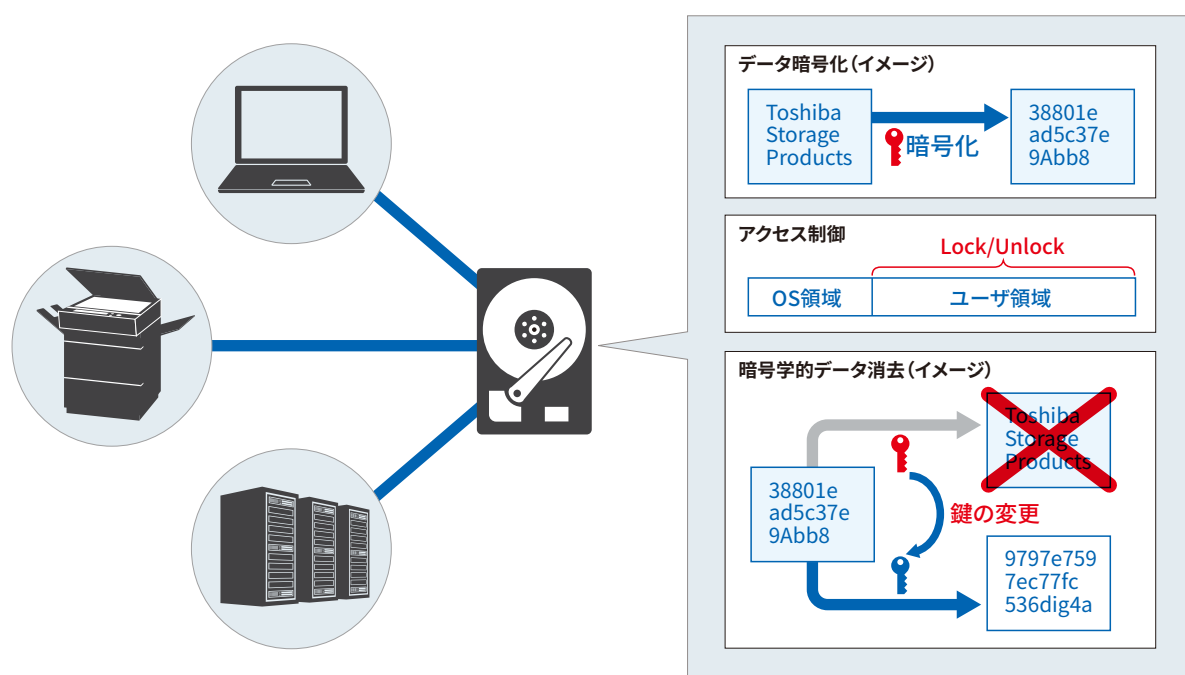 データ暗号化（イメージ）
Toshiba
Storage
Products
暗号化
38801e
ad5c37e
9Abb8
アクセス制御
Lock/Unlock
OS領域
ユーザ領域
暗号学的データ消去（イメージ）
Toshiba
Storage
Products
38801e
ad5c37e
9Abb8
鍵の変更
9797e759
7ec77fc
536dig4a